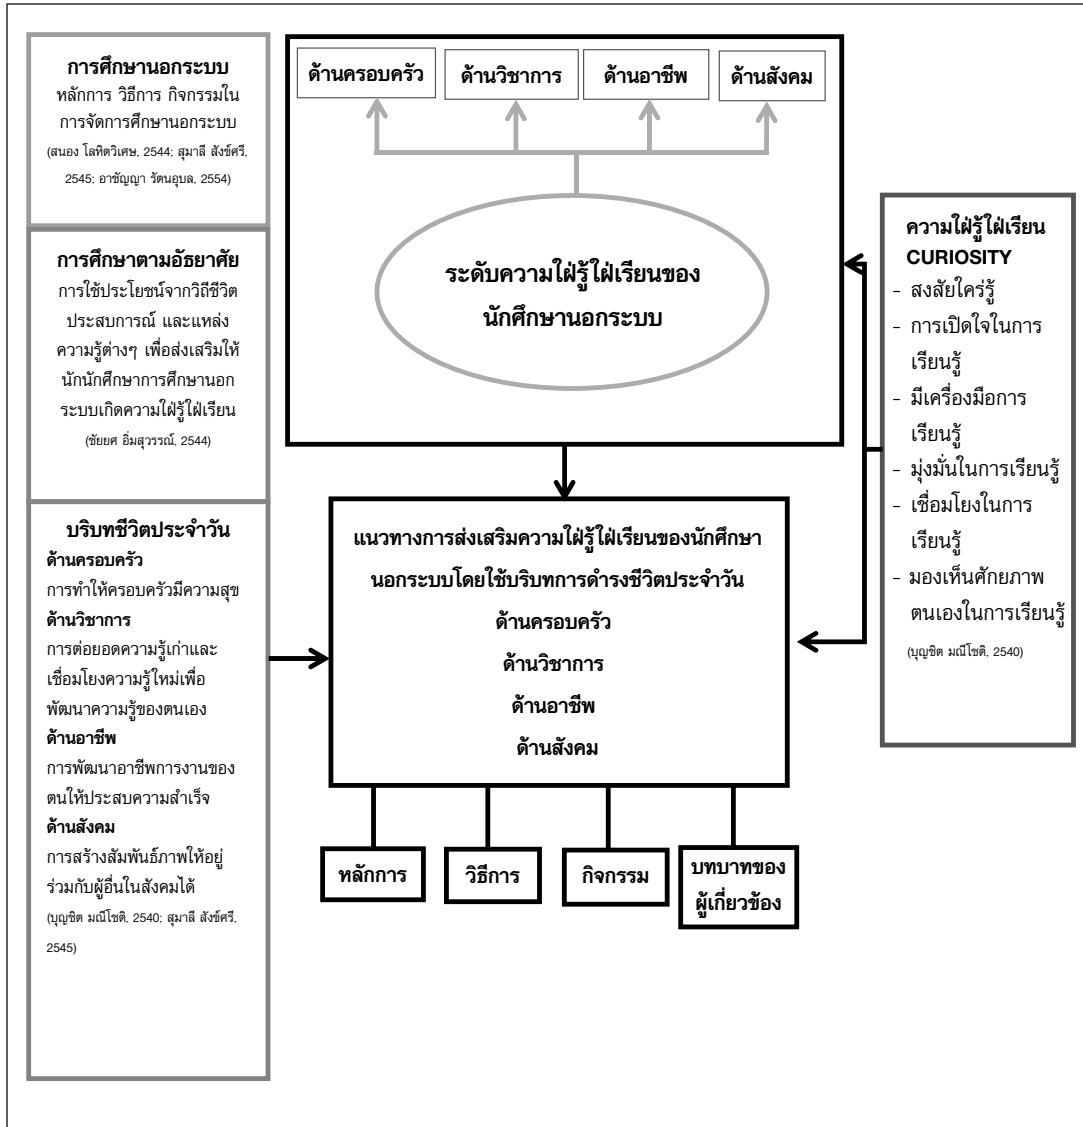 การศึกษานอกระบบ
หลักการ วิธีการ กิจกรรมใน
การจัดการศึกษานอกระบบ
(สนอง โลหิตวิเศษ, 2544; สุมาลี สังข์ศรี,
2545; อาชัญญา รัตนอุบล, 2554)
การศึกษาตามอัธยาศัย
การใช้ประโยชน์จากวิถีชีวิต
ประสบการณ์ และแหล่ง
ความรู้ต่างๆ เพื่อส่งเสริมให้
นักนักศึกษาการศึกษานอก
ระบบเกิดความใฝ่รู้ใฝ่เรียน
(ชัยยศ อิ่มสุวรรณ์, 2544)
บริบทชีวิตประจำวัน
ด้านครอบครัว
การทำให้ครอบครัวมีความสุข
ด้านวิชาการ
การต่อยอดความรู้เก่าและ
เชื่อมโยงความรู้ใหม่เพื่อ
พัฒนาความรู้ของตนเอง
ด้านอาชีพ
การพัฒนาอาชีพการงานของ
ตนให้ประสบความสำเร็จ
ด้านสังคม
การสร้างสัมพันธ์ภาพให้อยู่
ร่วมกับผู้อื่นในสังคมได้
(บุญชิต มณีโชติ, 2540; สุมาลี สังข์ศรี,
2545)
ด้านครอบครัว
ด้านวิชาการ
ด้านอาชีพ
ด้านสังคม
ระดับความใฝ่รู้ใฝ่เรียนของ
นักศึกษานอกระบบ
แนวทางการส่งเสริมความใฝ่รู้ใฝ่เรียนของนักศึกษา
นอกระบบโดยใช้บริบทการดำรงชีวิตประจำวัน
ด้านครอบครัว
ด้านวิชาการ
ด้านอาชีพ
ด้านสังคม
หลักการ
วิธีการ
กิจกรรม
บทบาทของ
ผู้เกี่ยวข้อง
ความใฝ่รู้ใฝ่เรียน
CURIOSITY
- สงสัยใคร่รู้
- การเปิดใจในการ
เรียนรู้
- มีเครื่องมือการ
เรียนรู้
- มุ่งมั่นในการเรียนรู้
- เชื่อมโยงในการ
เรียนรู้
- มองเห็นศักยภาพ
ตนเองในการเรียนรู้
(บุญชิต มณีโชติ, 2540)